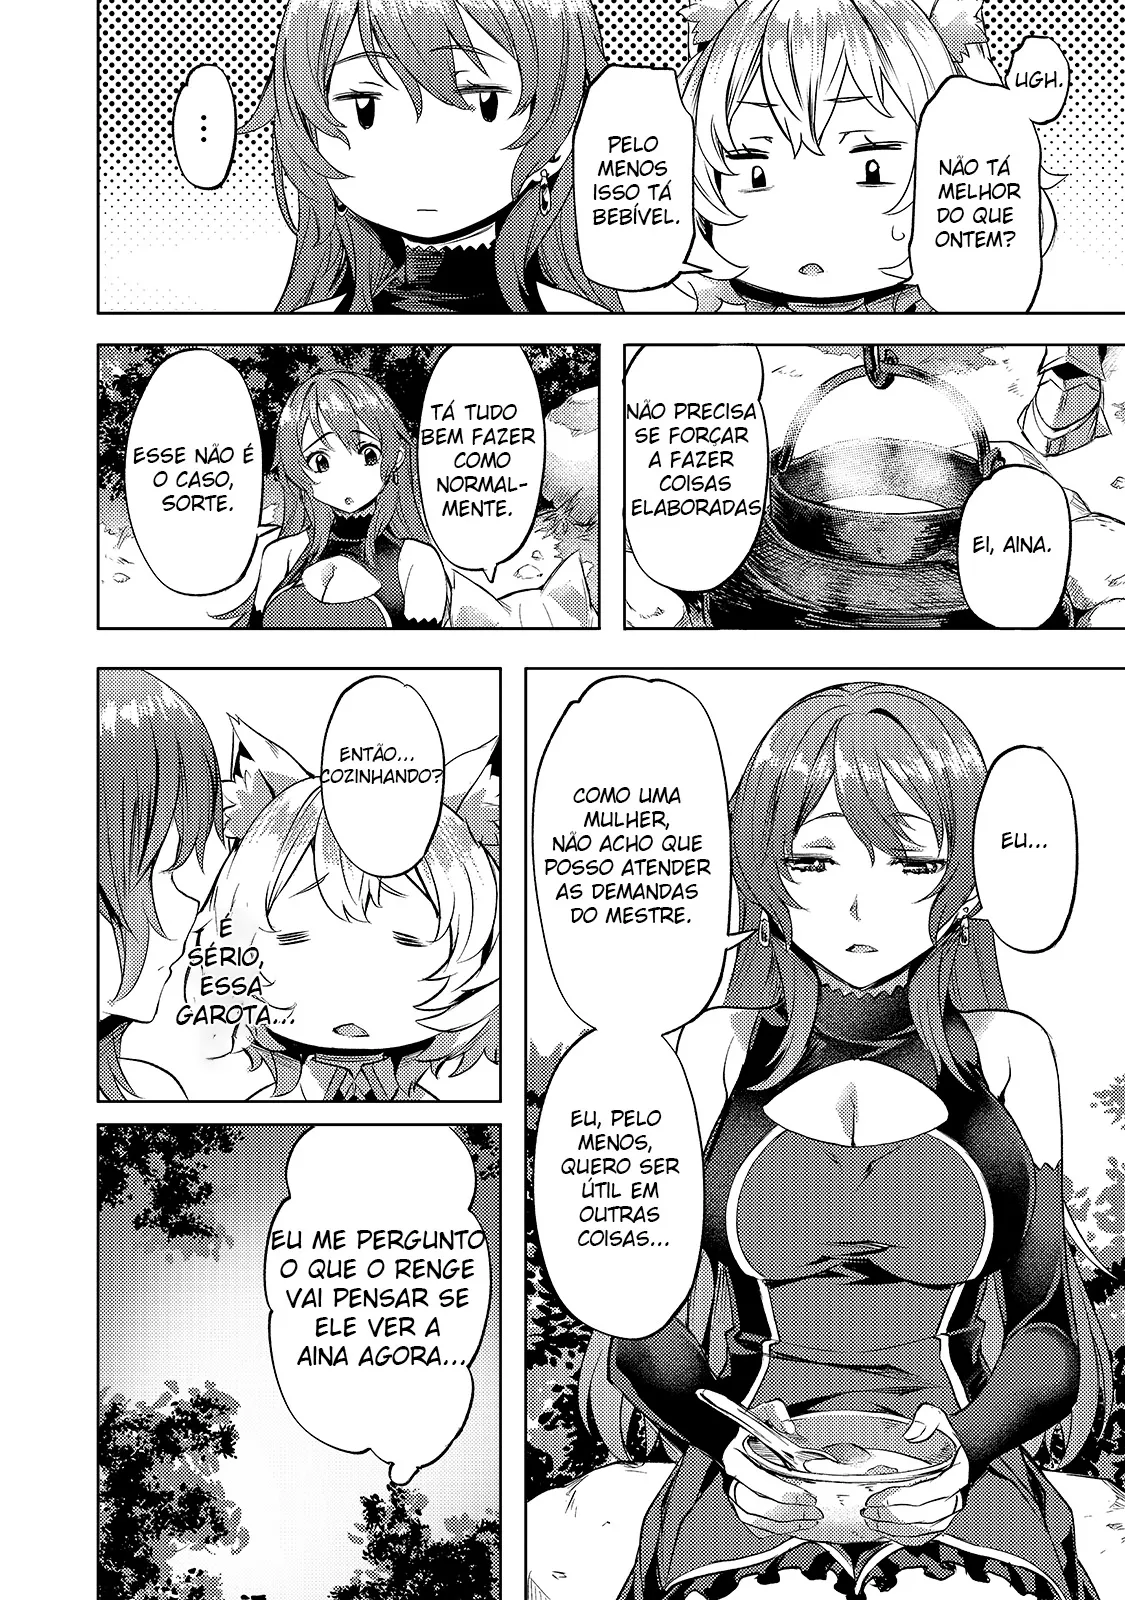 UGH.
NÃO TÁ
MELHOR
DO QUE
ONTEM?
PELO
MENOS
ISSO TÁ
BEBÍVEL.
...
EI, AINA.
NÃO PRECISA
SE FORÇAR
A FAZER
COISAS
ELABORADAS
TÁ TUDO
BEM FAZER
COMO
NORMAL-
MENTE.
ESSE NÃO É
O CASO,
SORTE.
EU...
COMO UMA
MULHER,
NÃO ACHO QUE
POSSO ATENDER
AS DEMANDAS
DO MESTRE.
EU, PELO
MENOS,
QUERO SER
ÚTIL EM
OUTRAS
COISAS...
ENTÃO...
COZINHANDO?
É
SÉRIO,
ESSA
GAROTA...
EU ME PERGUNTO
O QUE O RENGE
VAI PENSAR SE
ELE VER A
AINA AGORA...